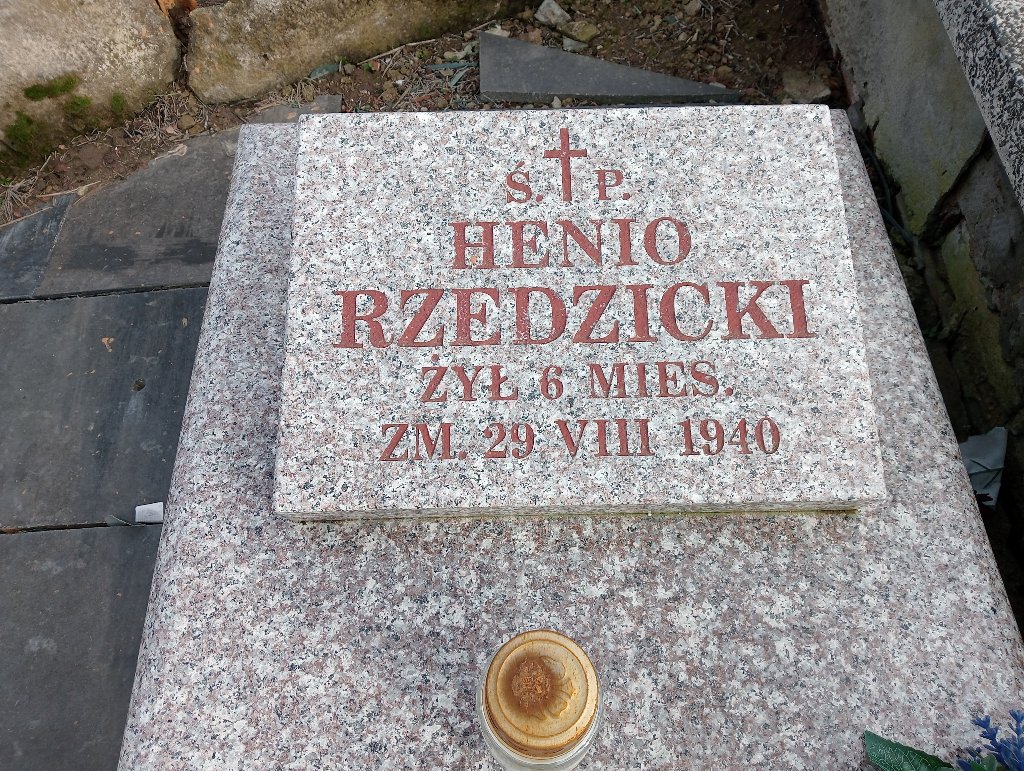 Ś. P.
HENIO
RZEDZICKI
ŻYŁ 6 MIES.
ZM. 29 VIII 1940